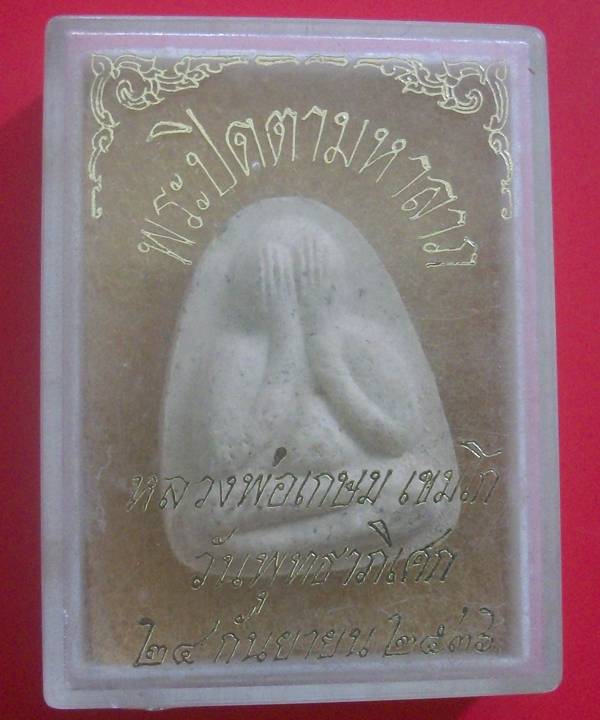 พระปิดตามหาลาภ
หลวงพ่อเกษม เขมโก
วันพุทธาภิเศก
๒๔ กันยายน ๒๕๓๖